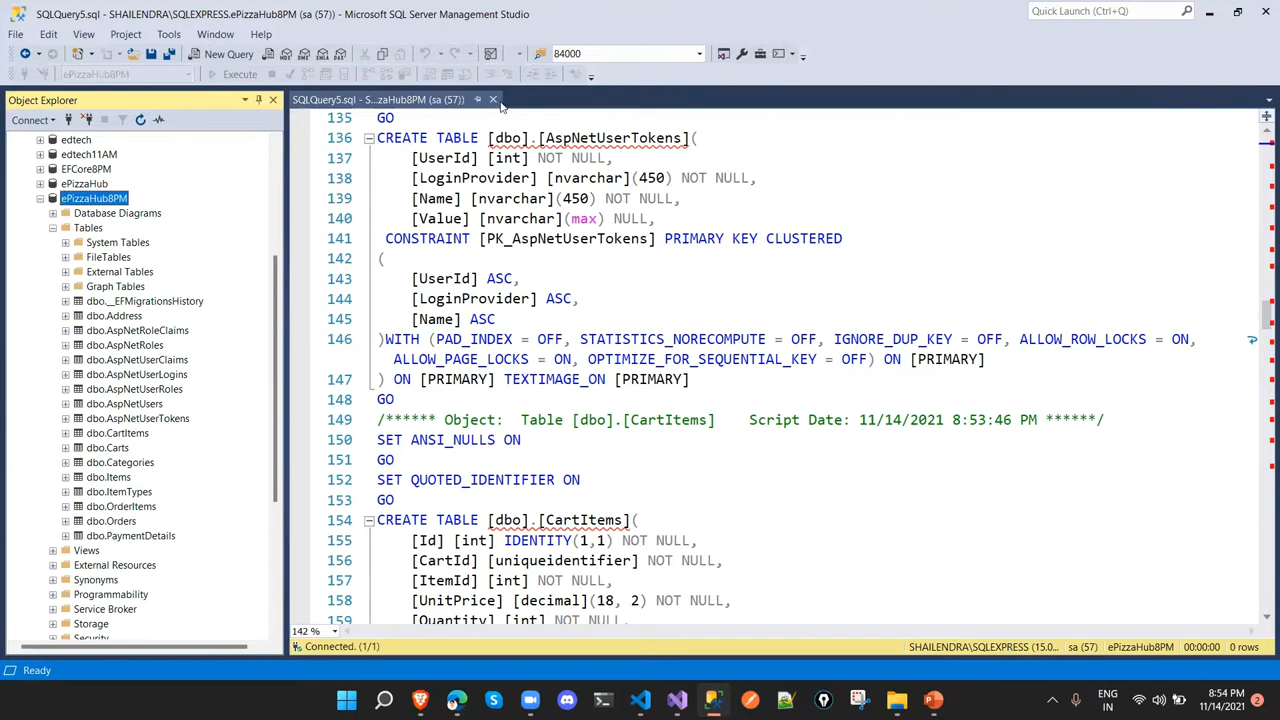 SQLQuery5.sql - SHAILENDRA\SQLEXPRESS.ePizzaHub8PM (sa (57)) - Microsoft SQL Server Management Studio
Quick Launch (Ctrl+Q)
File Edit View Project Tools Window Help
New Query
MDX DMX XMLA DAX
84000
ePizzaHub8PM
Execute
Object Explorer
Connect
edtech
edtech11AM
EFCore8PM
ePizzaHub
ePizzaHub8PM
Database Diagrams
Tables
System Tables
FileTables
External Tables
Graph Tables
dbo.__EFMigrationsHistory
dbo.Address
dbo.AspNetRoleClaims
dbo.AspNetRoles
dbo.AspNetUserClaims
dbo.AspNetUserLogins
dbo.AspNetUserRoles
dbo.AspNetUsers
dbo.AspNetUserTokens
dbo.CartItems
dbo.Carts
dbo.Categories
dbo.Items
dbo.ItemTypes
dbo.OrderItems
dbo.Orders
dbo.PaymentDetails
Views
External Resources
Synonyms
Programmability
Service Broker
Storage
Security
SQLQuery5.sql - S...zaHub8PM (sa (57))
135 GO
136 CREATE TABLE [dbo].[AspNetUserTokens](
137 [UserId] [int] NOT NULL,
138 [LoginProvider] [nvarchar](450) NOT NULL,
139 [Name] [nvarchar](450) NOT NULL,
140 [Value] [nvarchar](max) NULL,
141 CONSTRAINT [PK_AspNetUserTokens] PRIMARY KEY CLUSTERED
142 (
143 [UserId] ASC,
144 [LoginProvider] ASC,
145 [Name] ASC
146 )WITH (PAD_INDEX = OFF, STATISTICS_NORECOMPUTE = OFF, IGNORE_DUP_KEY = OFF, ALLOW_ROW_LOCKS = ON,
ALLOW_PAGE_LOCKS = ON, OPTIMIZE_FOR_SEQUENTIAL_KEY = OFF) ON [PRIMARY]
147 ) ON [PRIMARY] TEXTIMAGE_ON [PRIMARY]
148 GO
149 /****** Object: Table [dbo].[CartItems] Script Date: 11/14/2021 8:53:46 PM ******/
150 SET ANSI_NULLS ON
151 GO
152 SET QUOTED_IDENTIFIER ON
153 GO
154 CREATE TABLE [dbo].[CartItems](
155 [Id] [int] IDENTITY(1,1) NOT NULL,
156 [CartId] [uniqueidentifier] NOT NULL,
157 [ItemId] [int] NOT NULL,
158 [UnitPrice] [decimal](18, 2) NOT NULL,
159 [Quantity] [int] NOT NULL,
142 %
Connected. (1/1)
SHAILENDRA\SQLEXPRESS (15.0... sa (57) ePizzaHub8PM 00:00:00 0 rows
Ready
ENG
IN
8:54 PM
11/14/2021
2